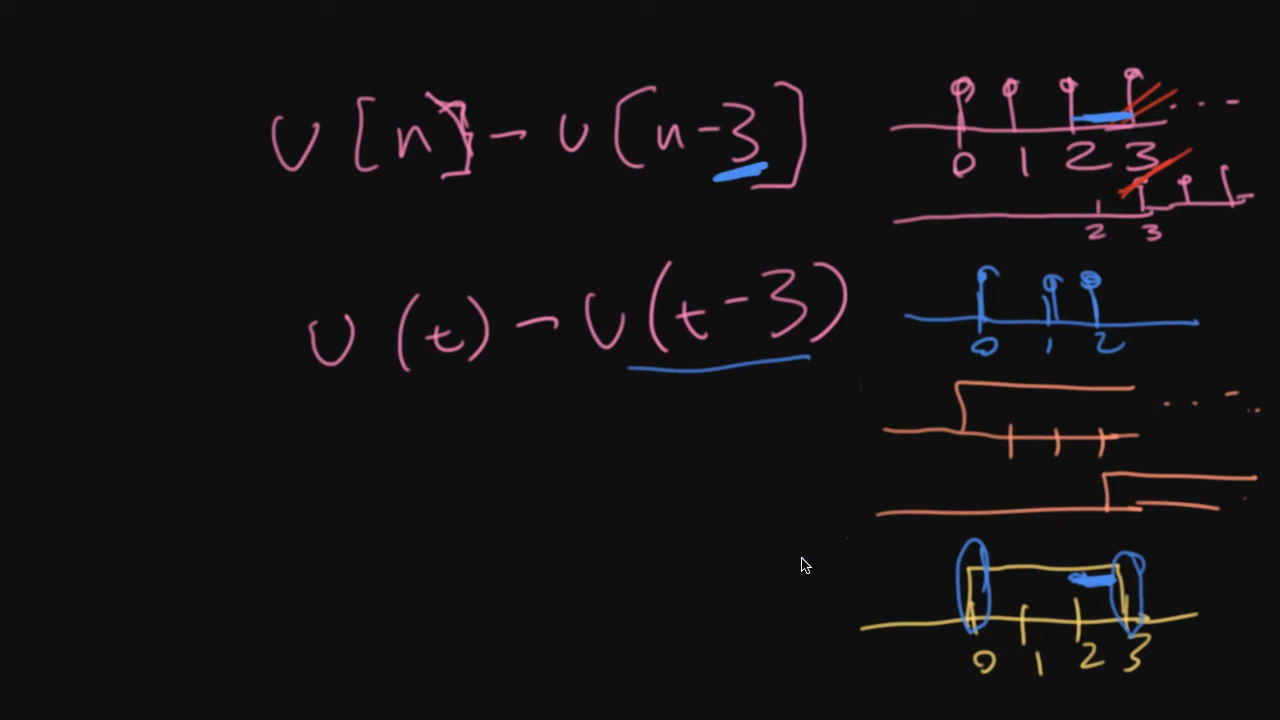 U[n] - U[n-3]
0 1 2 3
2 3
0 1 2
U(t) - U(t-3)
0 1 2 3